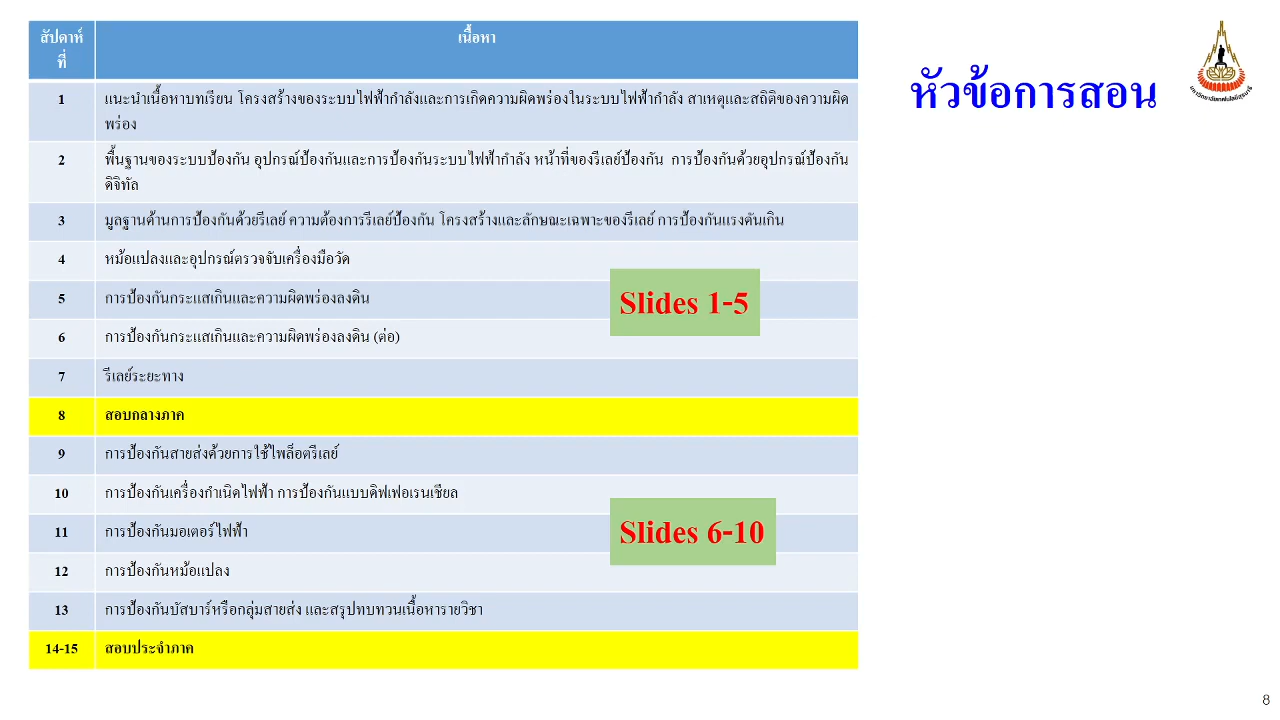 หัวข้อการสอน
มหาวิทยาลัยเทคโนโลยีสุรนารี
สัปดาห์
ที่
เนื้อหา
1
แนะนำเนื้อหาบทเรียน โครงสร้างของระบบไฟฟ้ากำลังและการเกิดความผิดพร่องในระบบไฟฟ้ากำลัง สาเหตุและสถิติของความผิด
พร่อง
2
พื้นฐานของระบบป้องกัน อุปกรณ์ป้องกันและการป้องกันระบบไฟฟ้ากำลัง หน้าที่ของรีเลย์ป้องกัน การป้องกันด้วยอุปกรณ์ป้องกัน
ดิจิทัล
3
มูลฐานด้านการป้องกันด้วยรีเลย์ ความต้องการรีเลย์ป้องกัน โครงสร้างและลักษณะเฉพาะของรีเลย์ การป้องกันแรงดันเกิน
4
หม้อแปลงและอุปกรณ์ตรวจจับเครื่องมือวัด
5
การป้องกันกระแสเกินและความผิดพร่องลงดิน
Slides 1-5
6
การป้องกันกระแสเกินและความผิดพร่องลงดิน (ต่อ)
7
รีเลย์ระยะทาง
8
สอบกลางภาค
9
การป้องกันสายส่งด้วยการใช้ไพล็อตรีเลย์
10
การป้องกันเครื่องกำเนิดไฟฟ้า การป้องกันแบบดิฟเฟอเรนเชียล
11
การป้องกันมอเตอร์ไฟฟ้า
Slides 6-10
12
การป้องกันหม้อแปลง
13
การป้องกันบัสบาร์หรือกลุ่มสายส่ง และสรุปทบทวนเนื้อหารายวิชา
14-15
สอบประจำภาค
8